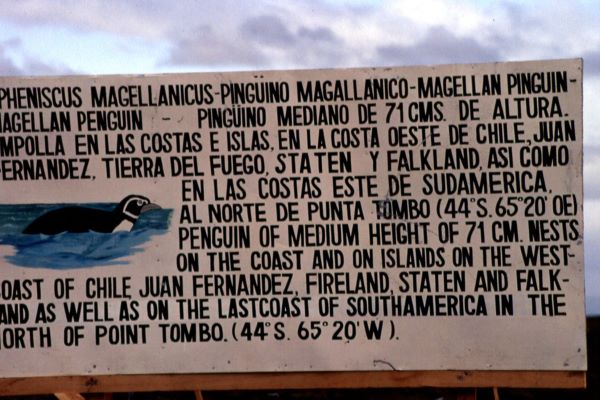 PHENISCUS MAGELLANICUS-PINGUINO MAGALLANICO-MAGELLAN PINGUIN-
MAGELLAN PENGUIN - PINGÜINO MEDIANO DE 71 CMS. DE ALTURA.
MPOLLA EN LAS COSTAS E ISLAS, EN LA COSTA OESTE DE CHILE, JUAN
FERNANDEZ, TIERRA DEL FUEGO, STATEN Y FALKLAND, ASI COMO
EN LAS COSTAS ESTE DE SUDAMERICA,
AL NORTE DE PUNTA TOMBO (44°S. 65°20' OE)
PENGUIN OF MEDIUM HEIGHT OF 71 CM. NESTS
ON THE COAST AND ON ISLANDS ON THE WEST-
COAST OF CHILE JUAN FERNANDEZ, FIRELAND, STATEN AND FALK-
AND AS WELL AS ON THE LASTCOAST OF SOUTHAMERICA IN THE
NORTH OF POINT TOMBO. (44°S. 65°20'W).